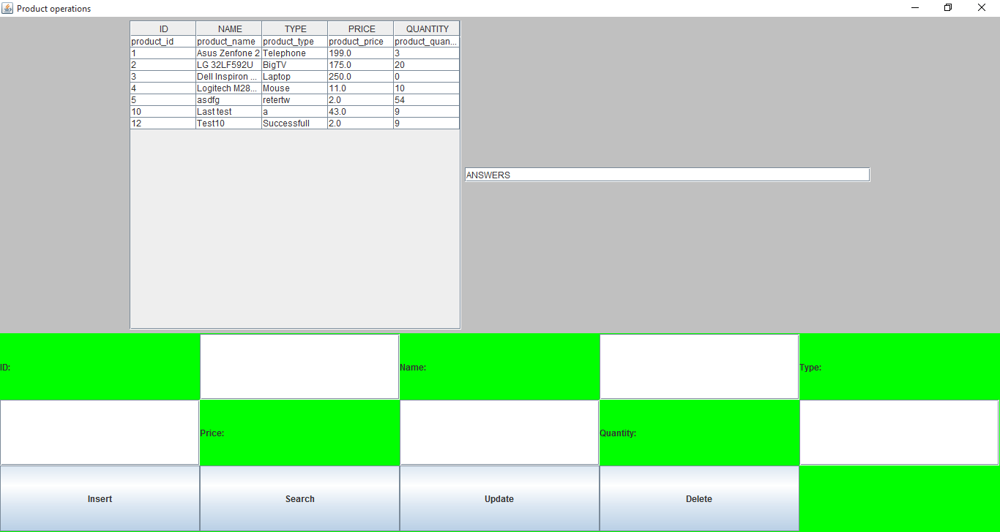 Product operations
ID NAME TYPE PRICE QUANTITY
product_id product_name product_type product_price product_quan...
1 Asus Zenfone 2 Telephone 199.0 3
2 LG 32LF592U BigTV 175.0 20
3 Dell Inspiron ... Laptop 250.0 0
4 Logitech M28... Mouse 11.0 10
5 asdfg retertw 2.0 54
10 Last test a 43.0 9
12 Test10 Successfull 2.0 9
ANSWERS
ID: Name: Type:
Price: Quantity:
Insert Search Update Delete